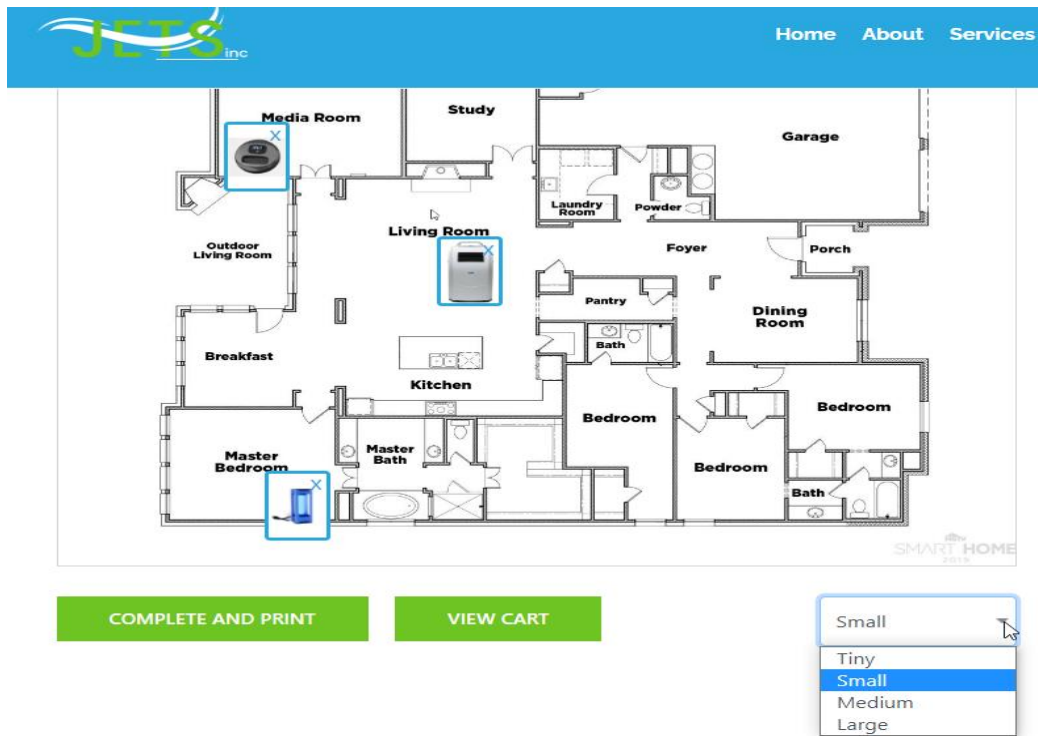 JETS inc
Home About Services
Media Room
Study
Garage
X
Laundry
Room
Powder
Living Room
Outdoor
Living Room
X
Foyer
Porch
Pantry
Dining
Room
Bath
Breakfast
Kitchen
Bedroom
Bedroom
Master
Bedroom
Master
Bath
Bedroom
X
Bath
SMART HOME
2019
COMPLETE AND PRINT
VIEW CART
Small
Tiny
Small
Medium
Large